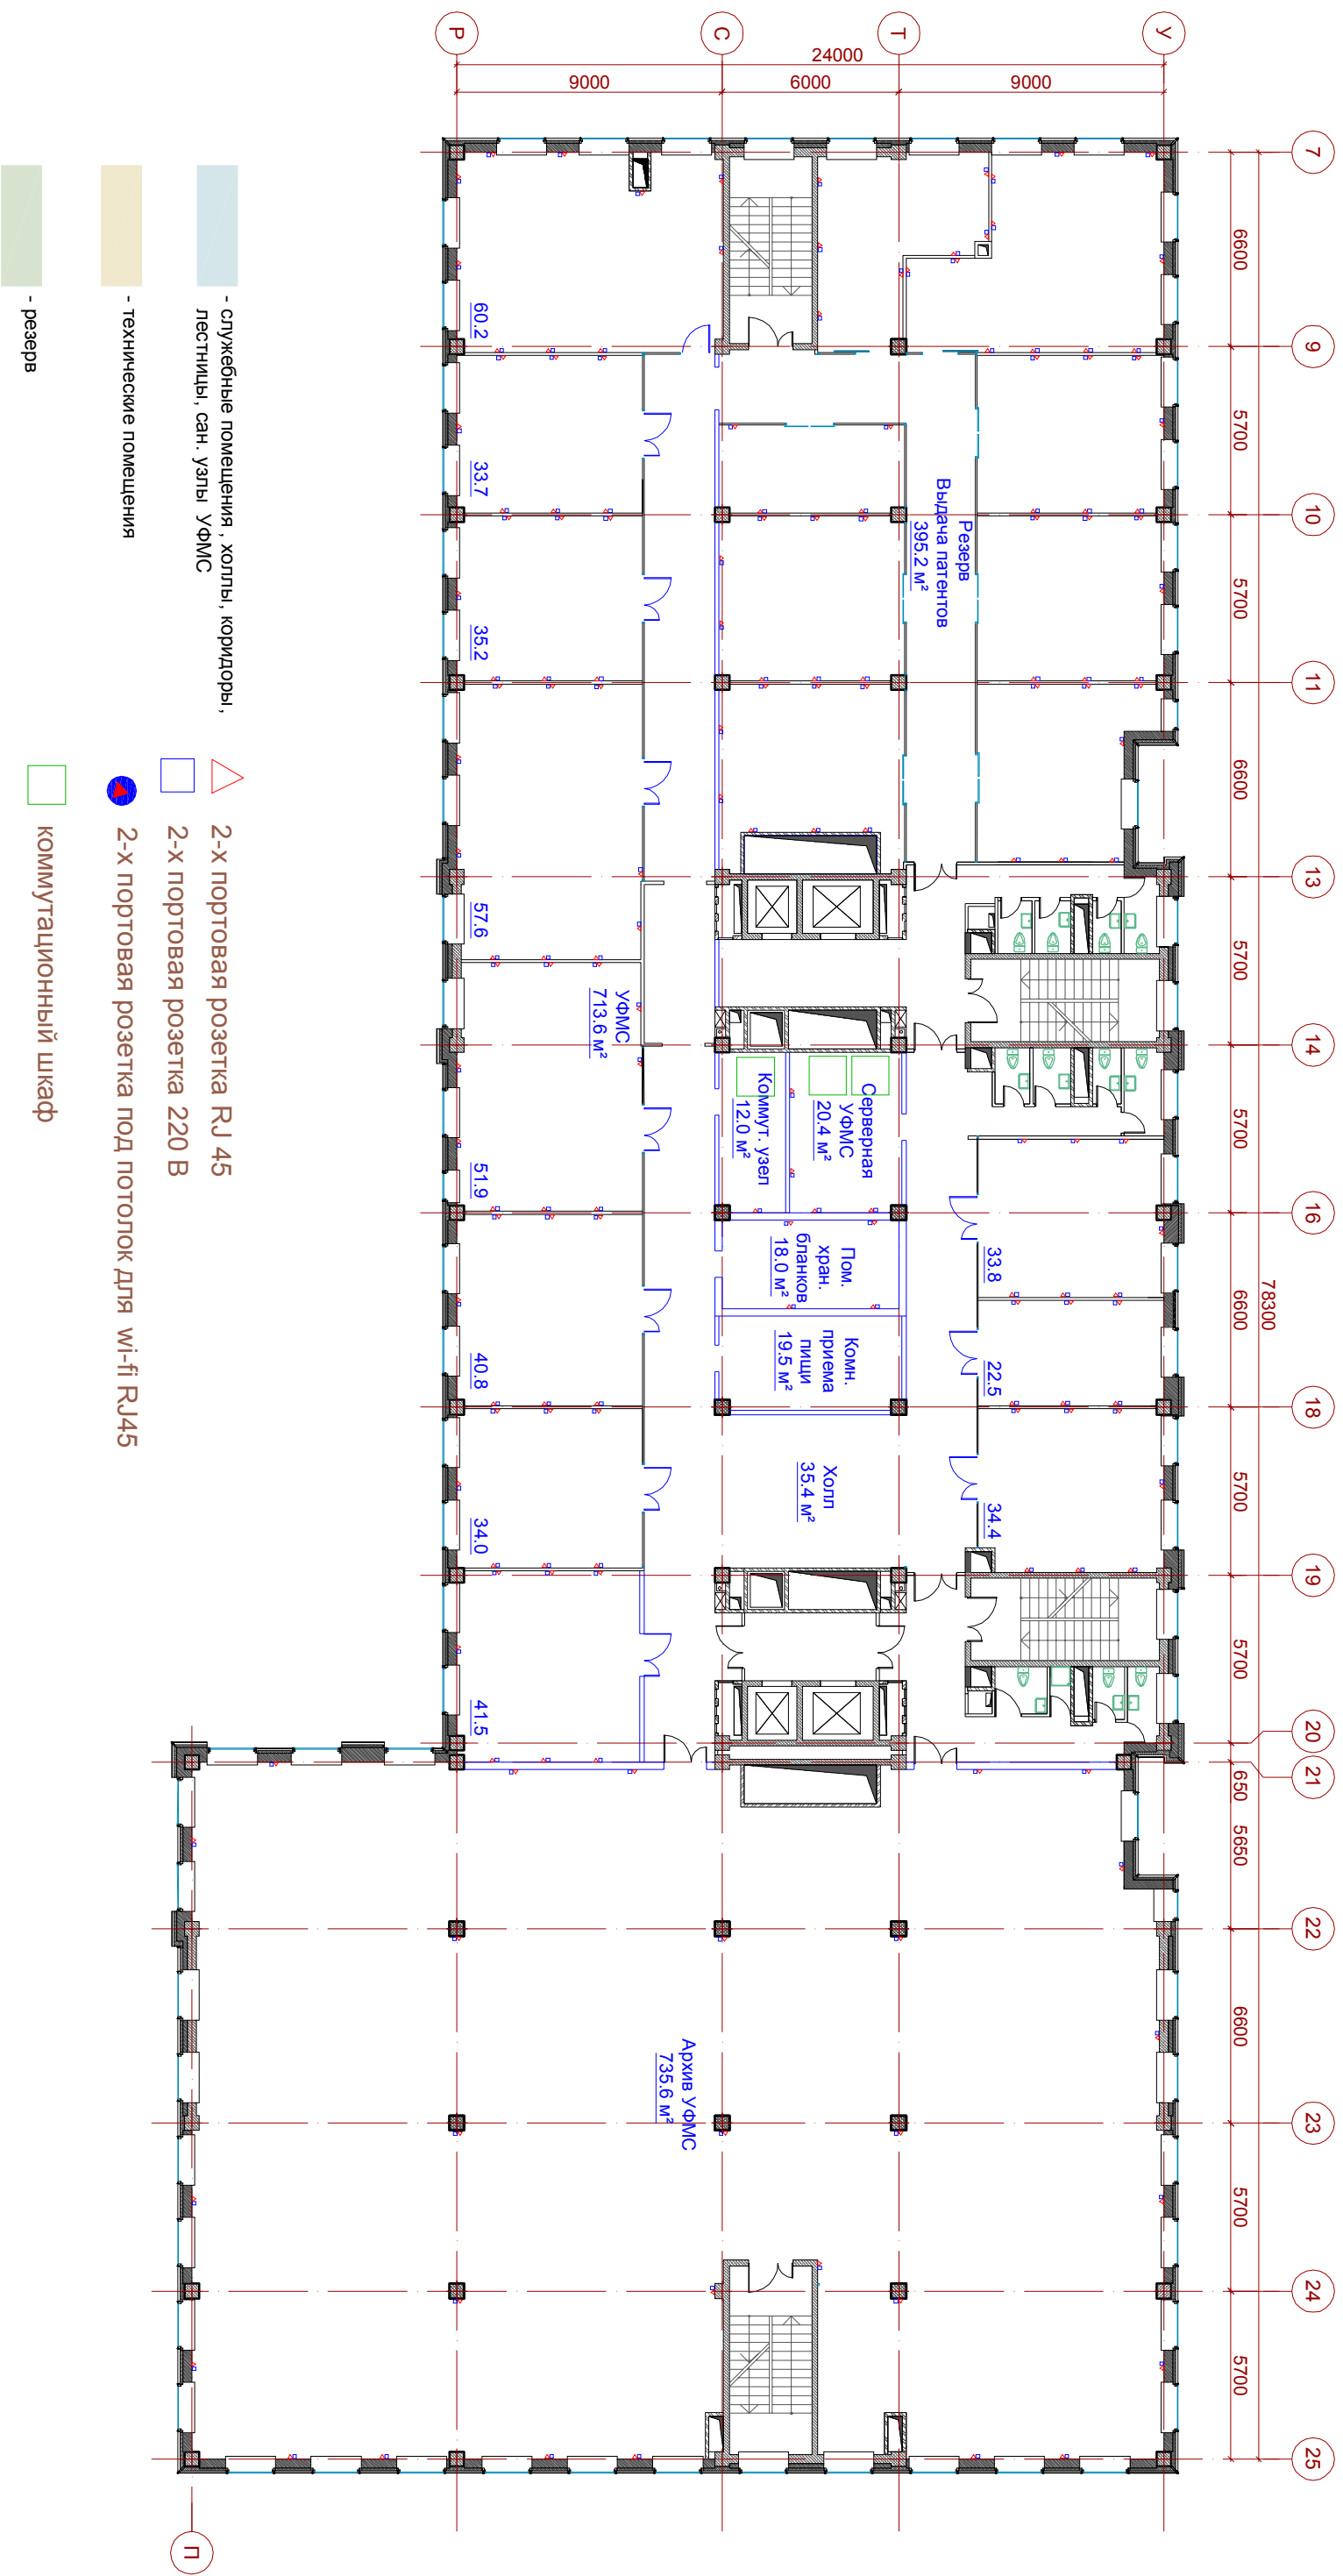 7
9
10
11
13
14
16
18
19
20
21
22
23
24
25
78300
6600
5700
5700
6600
5700
5700
6600
5700
5700
650
5650
6600
5700
5700
У
Т
С
Р
П
24000
9000
6000
9000
Резерв
Выдача патентов
395.2 м²
33.8
22.5
34.4
Серверная
УФМС
20.4 м²
Коммут. узел
12.0 м²
Пом.
хран.
бланков
18.0 м²
Комн.
приема
пищи
19.5 м²
Холл
35.4 м²
УФМС
713.6 м²
Архив УФМС
735.6 м²
60.2
33.7
35.2
57.6
51.9
40.8
34.0
41.5
- служебные помещения , холлы, коридоры,
лестницы, сан. узлы УФМС
- технические помещения
- резерв
2-х портовая розетка RJ 45
2-х портовая розетка 220 В
2-х портовая розетка под потолок для wi-fi RJ45
коммутационный шкаф